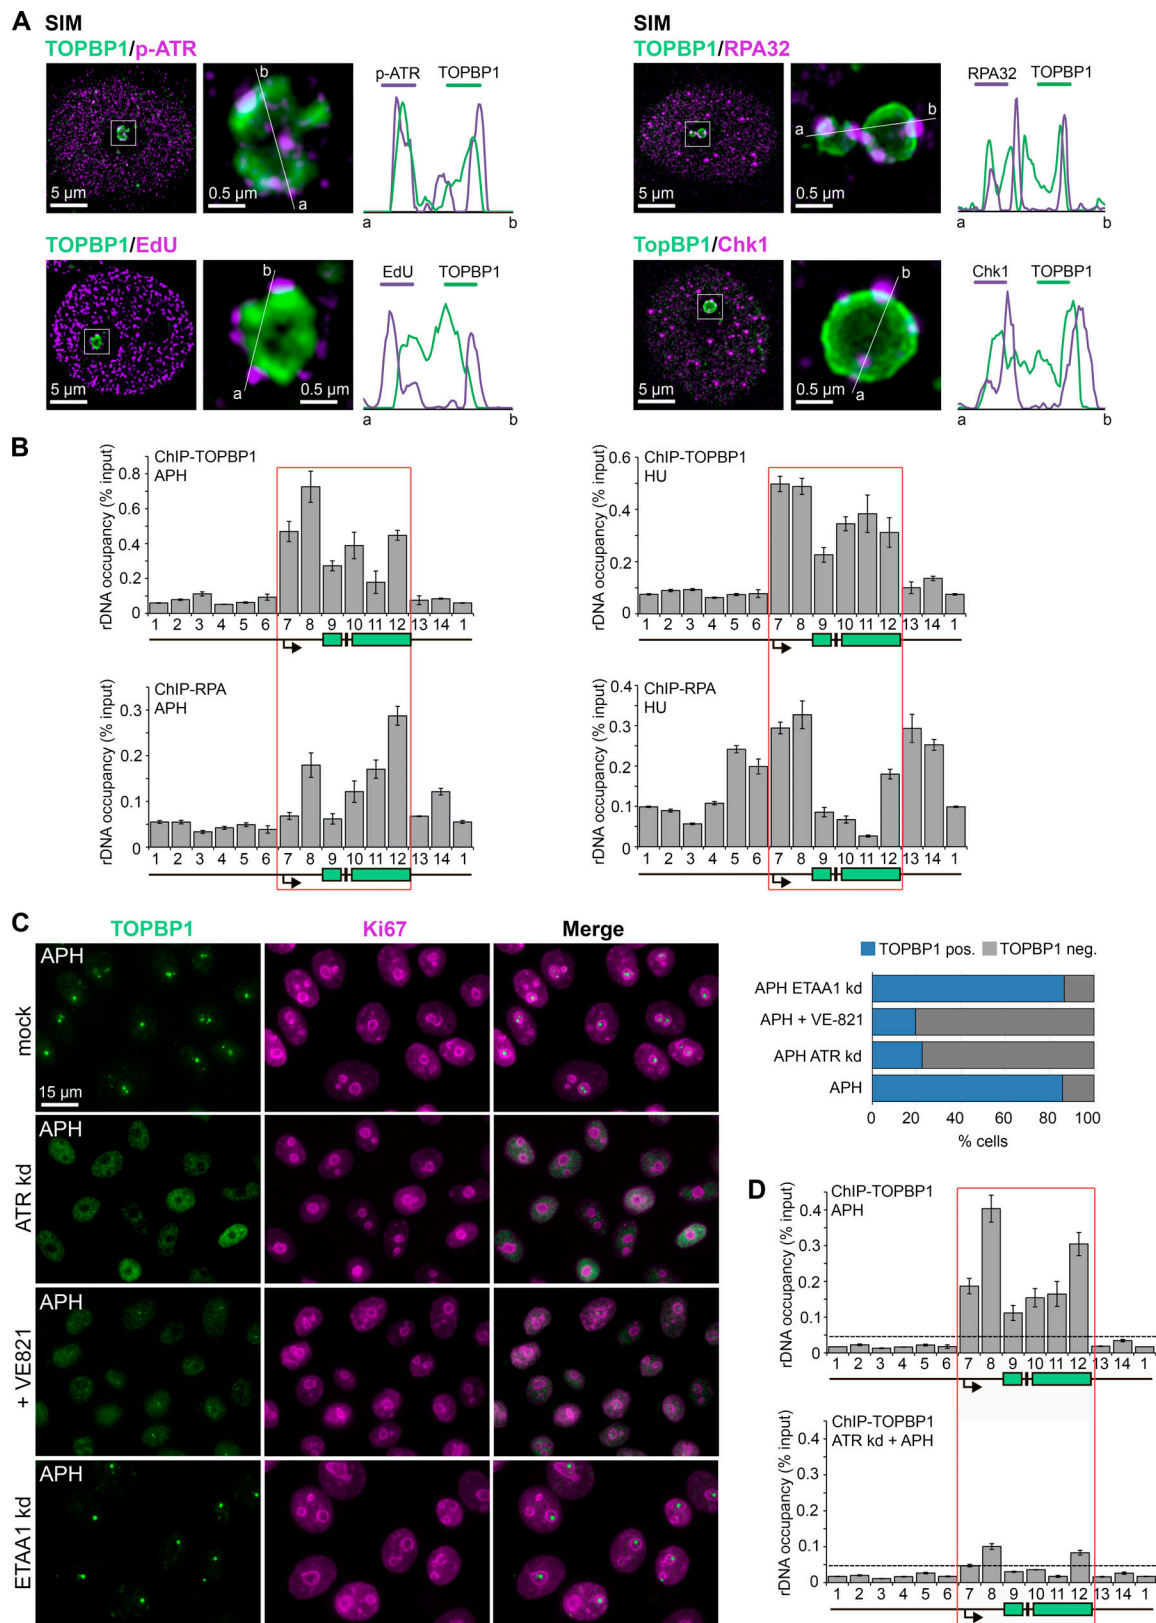 A
SIM
TOPBP1/p-ATR
b
a
5 µm
0.5 µm
p-ATR TOPBP1
a b
SIM
TOPBP1/RPA32
a b
5 µm
0.5 µm
RPA32 TOPBP1
a b
TOPBP1/EdU
b
a
5 µm
0.5 µm
EdU TOPBP1
a b
TopBP1/Chk1
b
a
5 µm
0.5 µm
Chk1 TOPBP1
a b
B
ChIP-TOPBP1
APH
rDNA occupancy (% input)
0.8
0.6
0.4
0.2
0
1 2 3 4 5 6 7 8 9 10 11 12 13 14 1
ChIP-TOPBP1
HU
rDNA occupancy (% input)
0.6
0.4
0.2
0
1 2 3 4 5 6 7 8 9 10 11 12 13 14 1
ChIP-RPA
APH
rDNA occupancy (% input)
0.3
0.2
0.1
0
1 2 3 4 5 6 7 8 9 10 11 12 13 14 1
ChIP-RPA
HU
rDNA occupancy (% input)
0.4
0.3
0.2
0.1
0
1 2 3 4 5 6 7 8 9 10 11 12 13 14 1
C
TOPBP1 Ki67 Merge
APH
mock
15 µm
APH
ATR kd
APH
+ VE821
APH
ETAA1 kd
TOPBP1 pos. TOPBP1 neg.
APH ETAA1 kd
APH + VE-821
APH ATR kd
APH
0 20 40 60 80 100
% cells
D
ChIP-TOPBP1
APH
rDNA occupancy (% input)
0.4
0.3
0.2
0.1
0
1 2 3 4 5 6 7 8 9 10 11 12 13 14 1
ChIP-TOPBP1
ATR kd + APH
rDNA occupancy (% input)
0.4
0.3
0.2
0.1
0
1 2 3 4 5 6 7 8 9 10 11 12 13 14 1